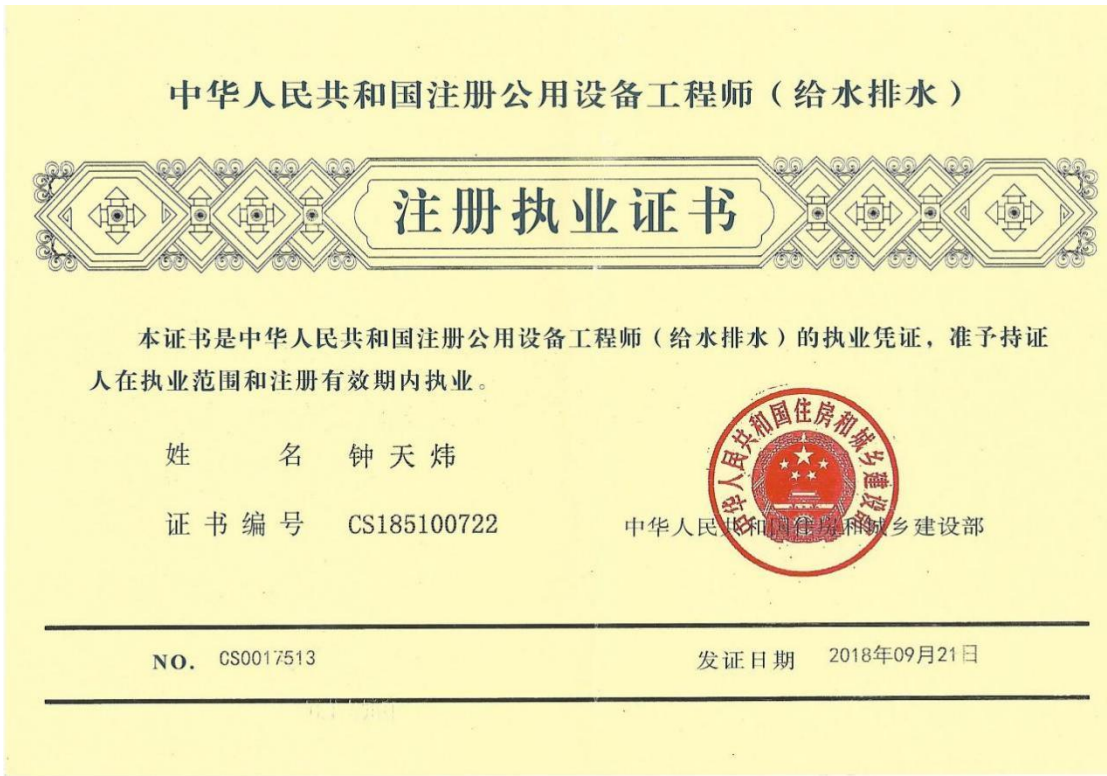 中华人民共和国注册公用设备工程师（给水排水）
注册执业证书
本证书是中华人民共和国注册公用设备工程师（给水排水）的执业凭证，准予持证
人在执业范围和注册有效期内执业。
姓 名 钟天炜
证书编号 CS185100722
中华人民共和国住房和城乡建设部
中华人民共和国住房和城乡建设部
NO. CS0017513
发证日期 2018年09月21日